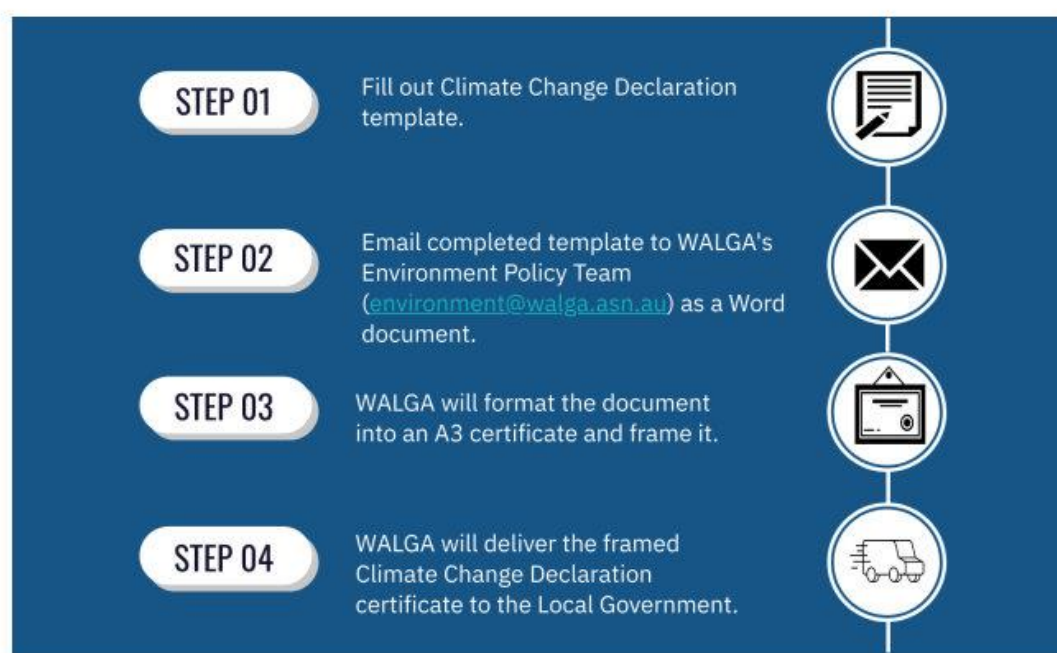 STEP 01
Fill out Climate Change Declaration
template.
STEP 02
Email completed template to WALGA's
Environment Policy Team
(environment@walga.asn.au) as a Word
document.
STEP 03
WALGA will format the document
into an A3 certificate and frame it.
STEP 04
WALGA will deliver the framed
Climate Change Declaration
certificate to the Local Government.